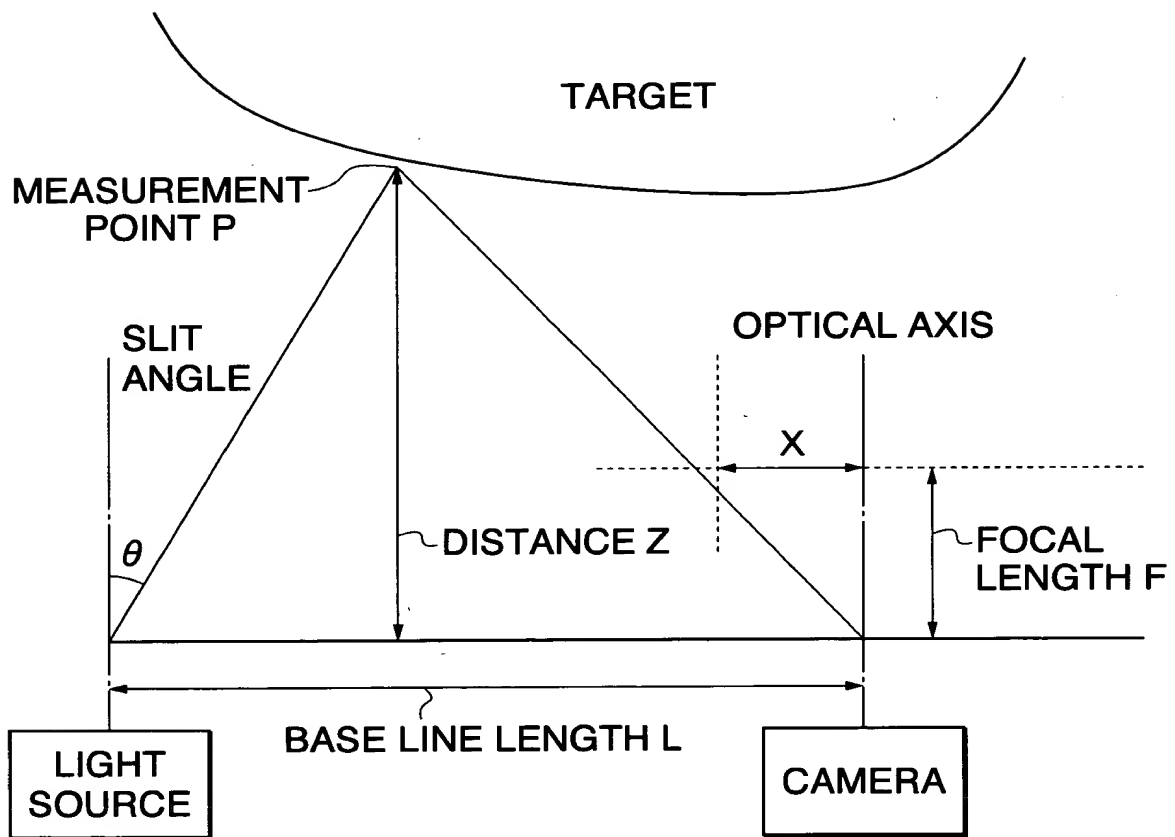 TARGET
MEASUREMENT
POINT P
OPTICAL AXIS
SLIT
ANGLE
X
θ
DISTANCE Z
FOCAL
LENGTH F
BASE LINE LENGTH L
LIGHT
SOURCE
CAMERA